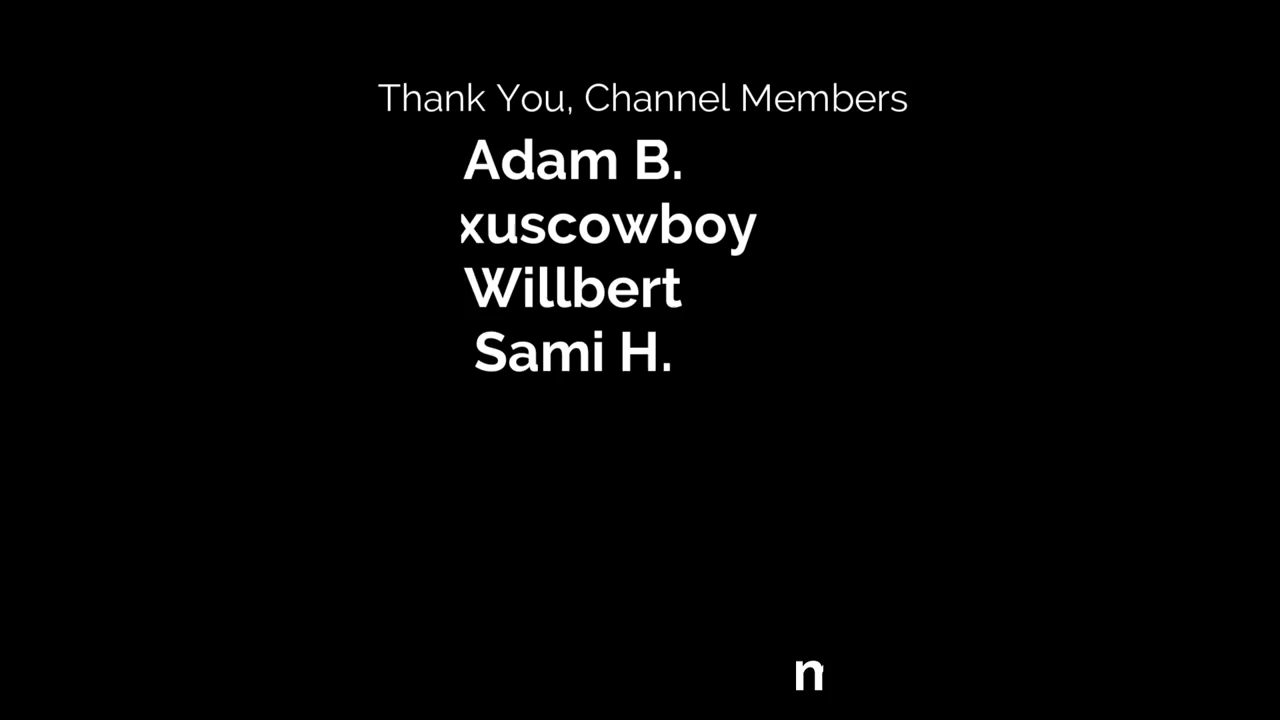 Thank You, Channel Members
Adam B.
xuscowboy
Willbert
Sami H.